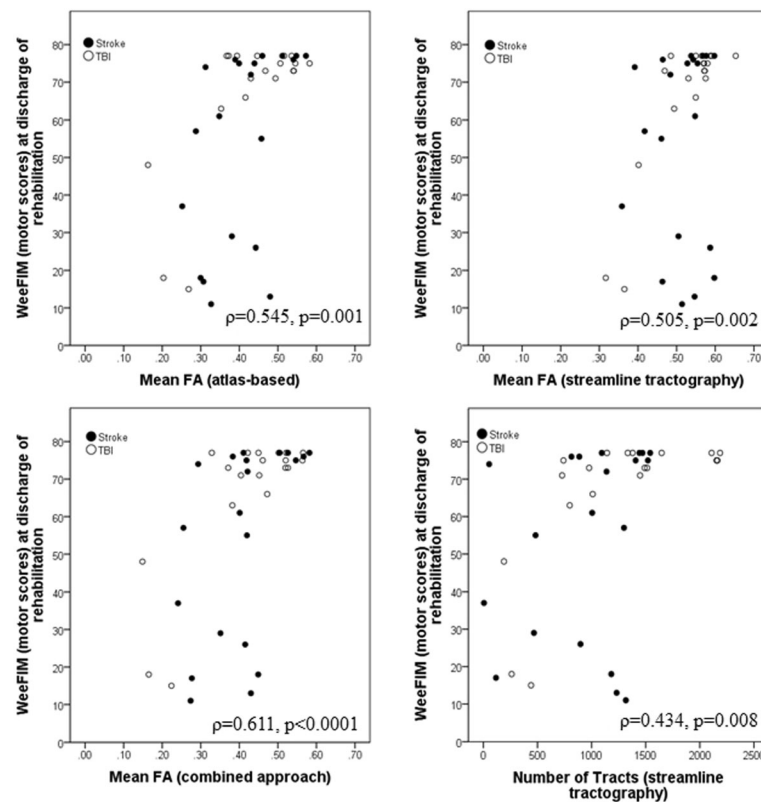 Stroke
TBI
WeeFIM (motor scores) at discharge of
rehabilitation
80
70
60
50
40
30
20
10
0
ρ=0.545, p=0.001
.00 .10 .20 .30 .40 .50 .60 .70
Mean FA (atlas-based)
Stroke
TBI
WeeFIM (motor scores) at discharge of
rehabilitation
80
70
60
50
40
30
20
10
0
ρ=0.505, p=0.002
.00 .10 .20 .30 .40 .50 .60 .70
Mean FA (streamline tractography)
Stroke
TBI
WeeFIM (motor scores) at discharge of
rehabilitation
80
70
60
50
40
30
20
10
0
ρ=0.611, p<0.0001
.00 .10 .20 .30 .40 .50 .60 .70
Mean FA (combined approach)
Stroke
TBI
WeeFIM (motor scores) at discharge of
rehabilitation
80
70
60
50
40
30
20
10
0
ρ=0.434, p=0.008
0 500 1000 1500 2000
Number of Tracts (streamline
tractography)